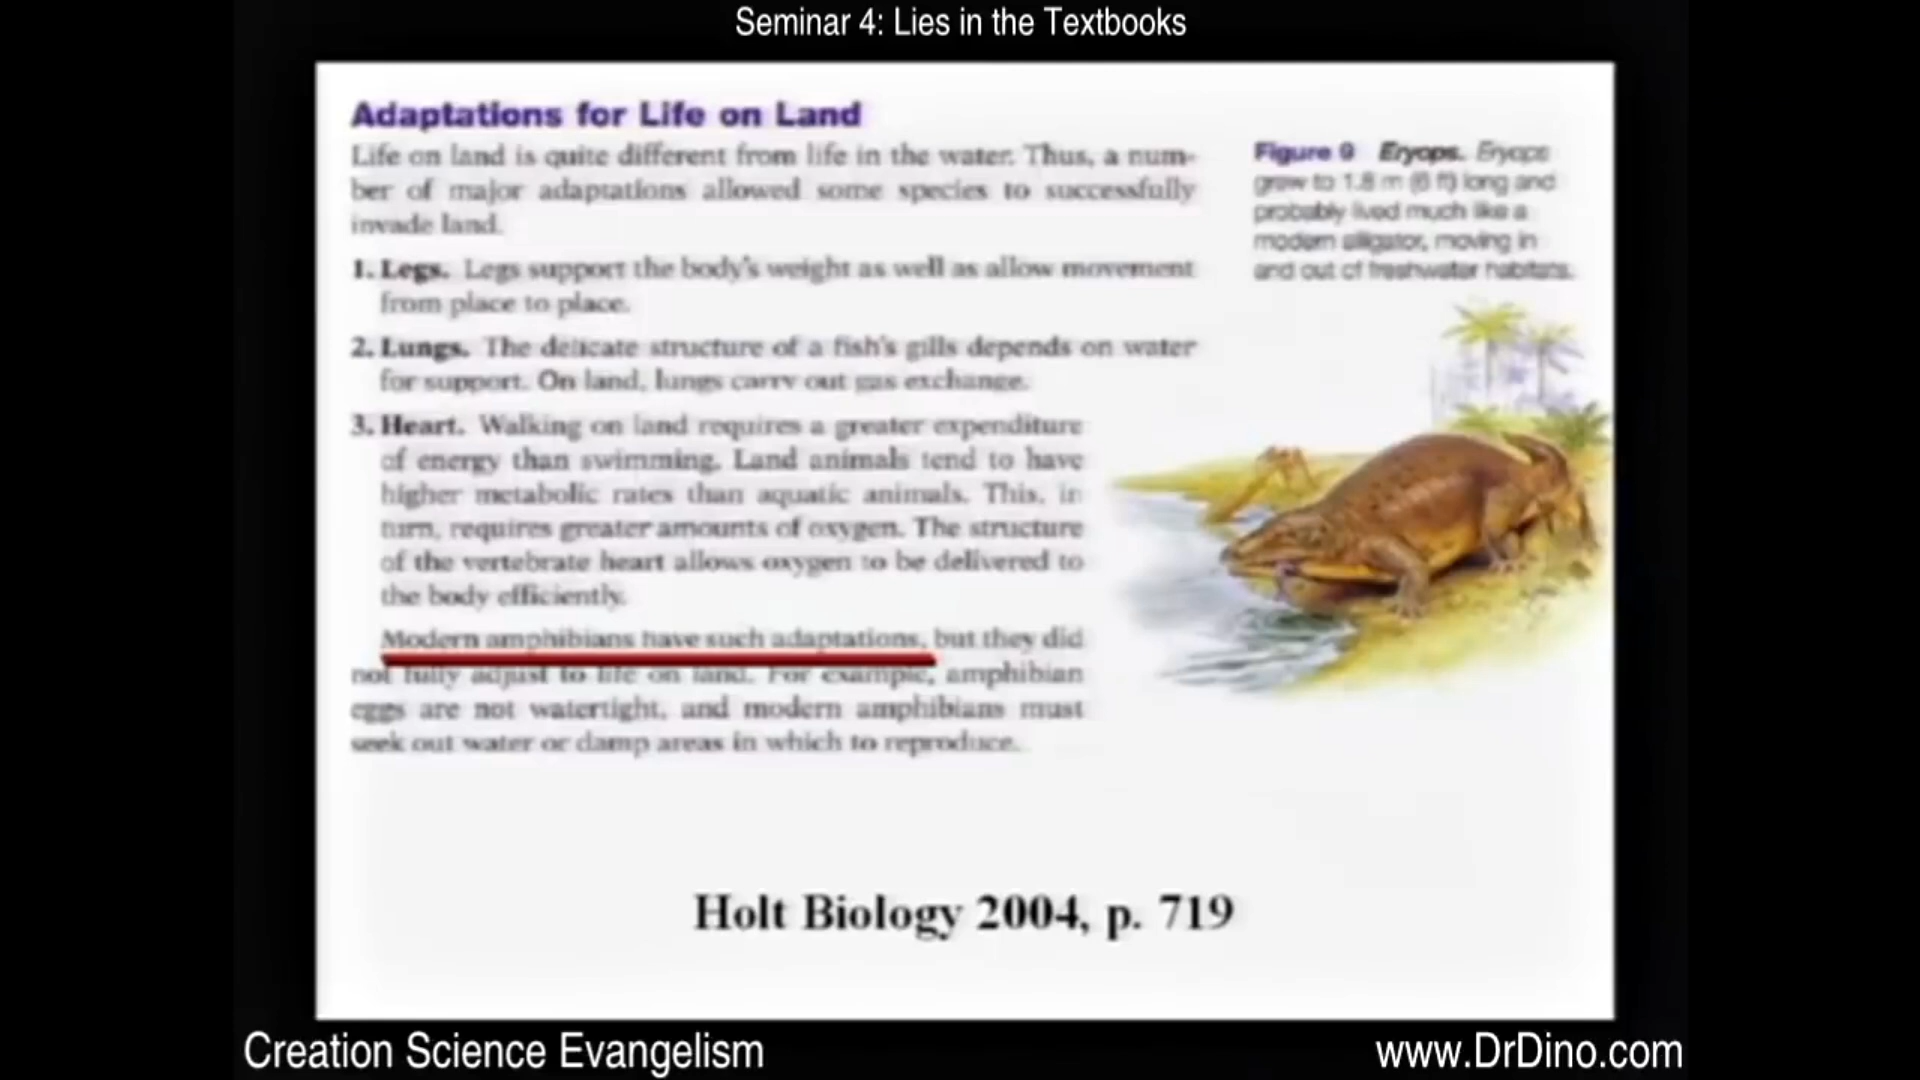 Seminar 4: Lies in the Textbooks
Adaptations for Life on Land
Life on land is quite different from life in the water. Thus, a num-
ber of major adaptations allowed some species to successfully
invade land.
1. Legs. Legs support the body's weight as well as allow movement
from place to place.
2. Lungs. The delicate structure of a fish's gills depends on water
for support. On land, lungs carry out gas exchange.
3. Heart. Walking on land requires a greater expenditure
of energy than swimming. Land animals tend to have
higher metabolic rates than aquatic animals. This, in
turn, requires greater amounts of oxygen. The structure
of the vertebrate heart allows oxygen to be delivered to
the body efficiently.
Modern amphibians have such adaptations, but they did
not fully adjust to life on land. For example, amphibian
eggs are not watertight, and modern amphibians must
seek out water or damp areas in which to reproduce.
Figure 9 Eryops. Eryops
grew to 1.8 m (6 ft) long and
probably lived much like a
modern alligator, moving in
and out of freshwater habitats.
Holt Biology 2004, p. 719
Creation Science Evangelism
www.DrDino.com